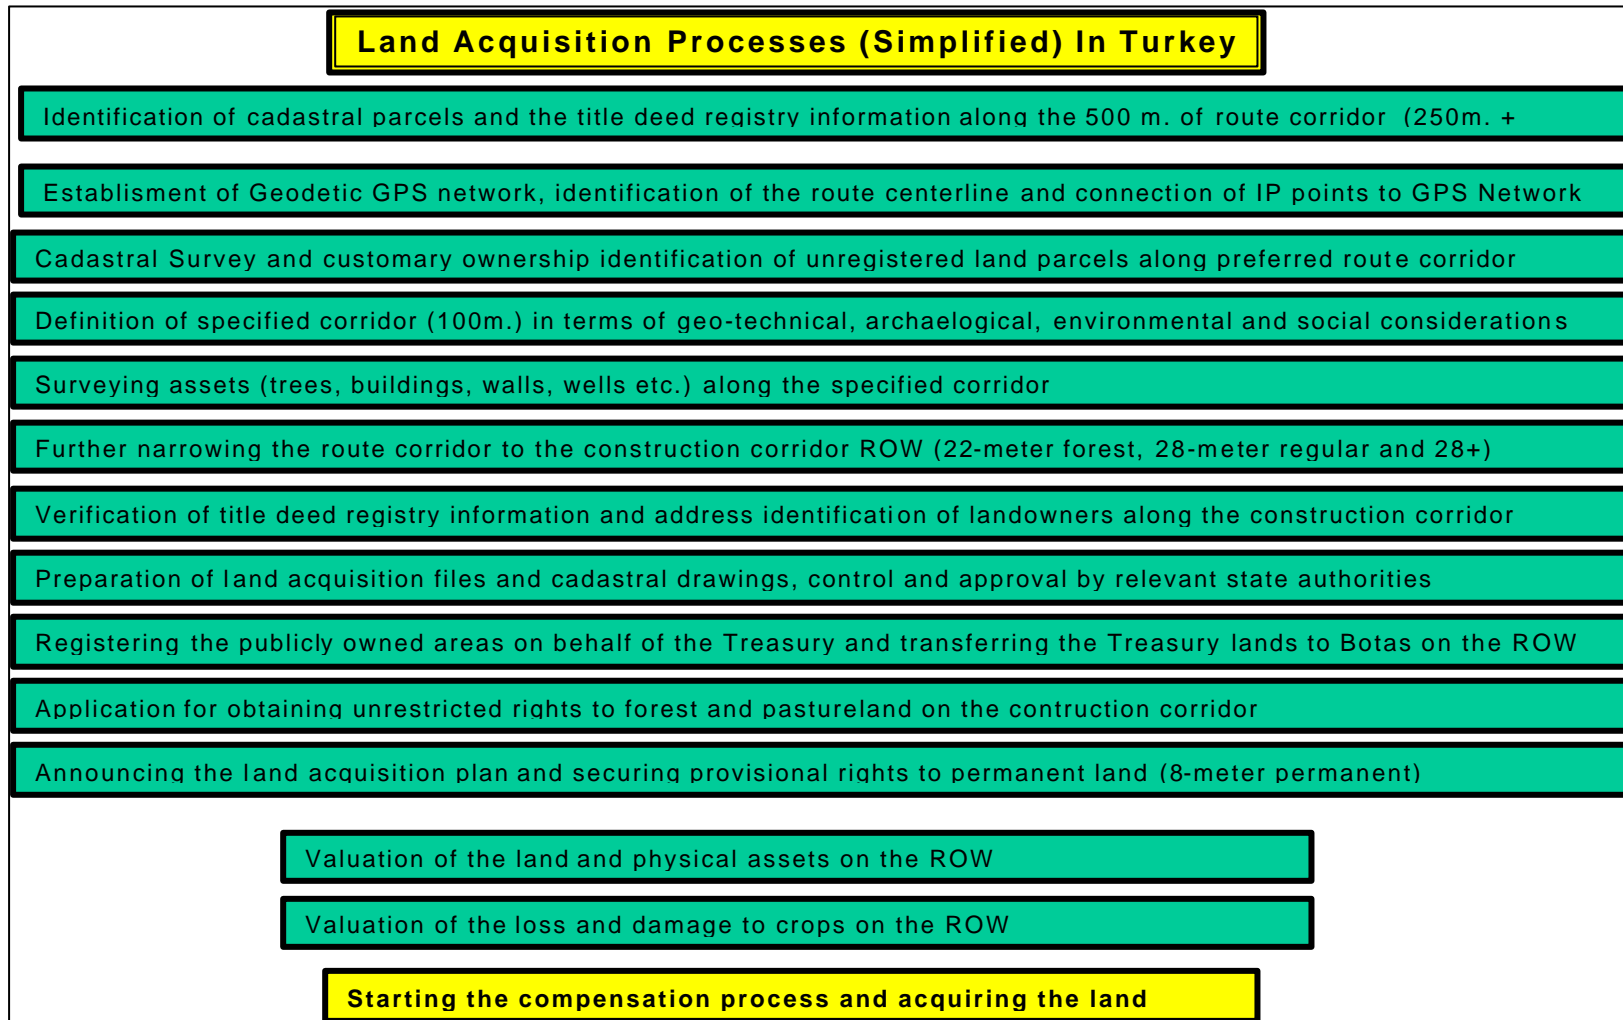 Land Acquisition Processes (Simplified) In Turkey
Identification of cadastral parcels and the title deed registry information along the 500 m. of route corridor (250m. +
Establisment of Geodetic GPS network, identification of the route centerline and connection of IP points to GPS Network
Cadastral Survey and customary ownership identification of unregistered land parcels along preferred route corridor
Definition of specified corridor (100m.) in terms of geo-technical, archaelogical, environmental and social considerations
Surveying assets (trees, buildings, walls, wells etc.) along the specified corridor
Further narrowing the route corridor to the construction corridor ROW (22-meter forest, 28-meter regular and 28+)
Verification of title deed registry information and address identification of landowners along the construction corridor
Preparation of land acquisition files and cadastral drawings, control and approval by relevant state authorities
Registering the publicly owned areas on behalf of the Treasury and transferring the Treasury lands to Botas on the ROW
Application for obtaining unrestricted rights to forest and pastureland on the contruction corridor
Announcing the land acquisition plan and securing provisional rights to permanent land (8-meter permanent)
Valuation of the land and physical assets on the ROW
Valuation of the loss and damage to crops on the ROW
Starting the compensation process and acquiring the land